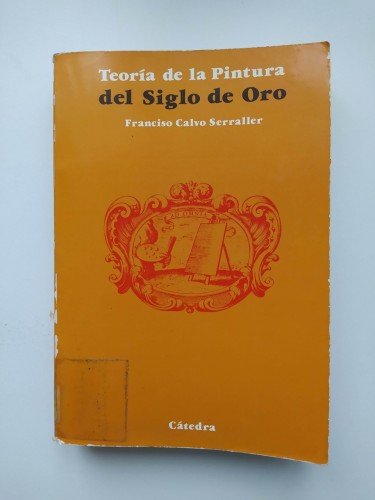 Teoría de la Pintura
del Siglo de Oro
Franciso Calvo Serraller
Cátedra